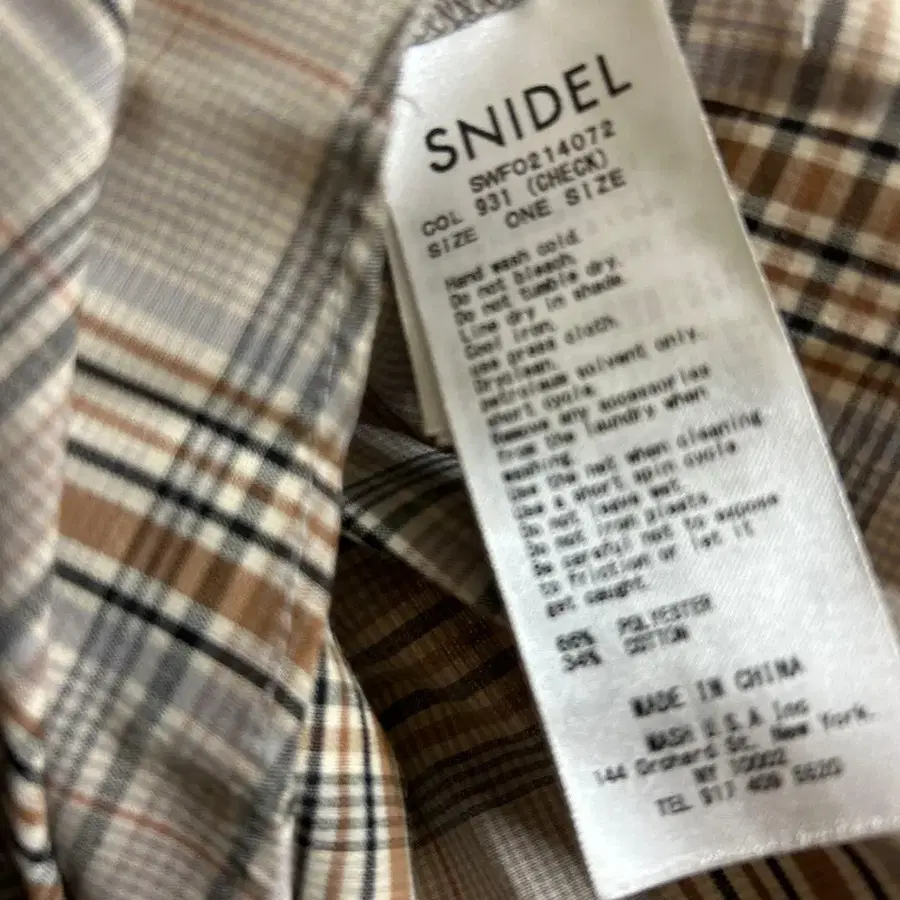 SNIDEL
SWFO214072
COL 931 (CHECK)
SIZE ONE SIZE
Hand wash cold.
Do not bleach.
Do not tumble dry.
Line dry in shade.
Cool iron.
use press cloth.
Dryclean.
petroleum solvent only.
short cycle.
Remove any accessories
from the laundry when
washing.
Use the net when cleaning
Use a short spin cycle
Do not leave wet.
Do not iron pleats.
Be careful not to expose
to friction or let it
get caught.
66% POLYESTER
34% COTTON
MADE IN CHINA
MASH U.S.A Inc
144 Orchard St. New York.
NY 10002
TEL 917 409 5620